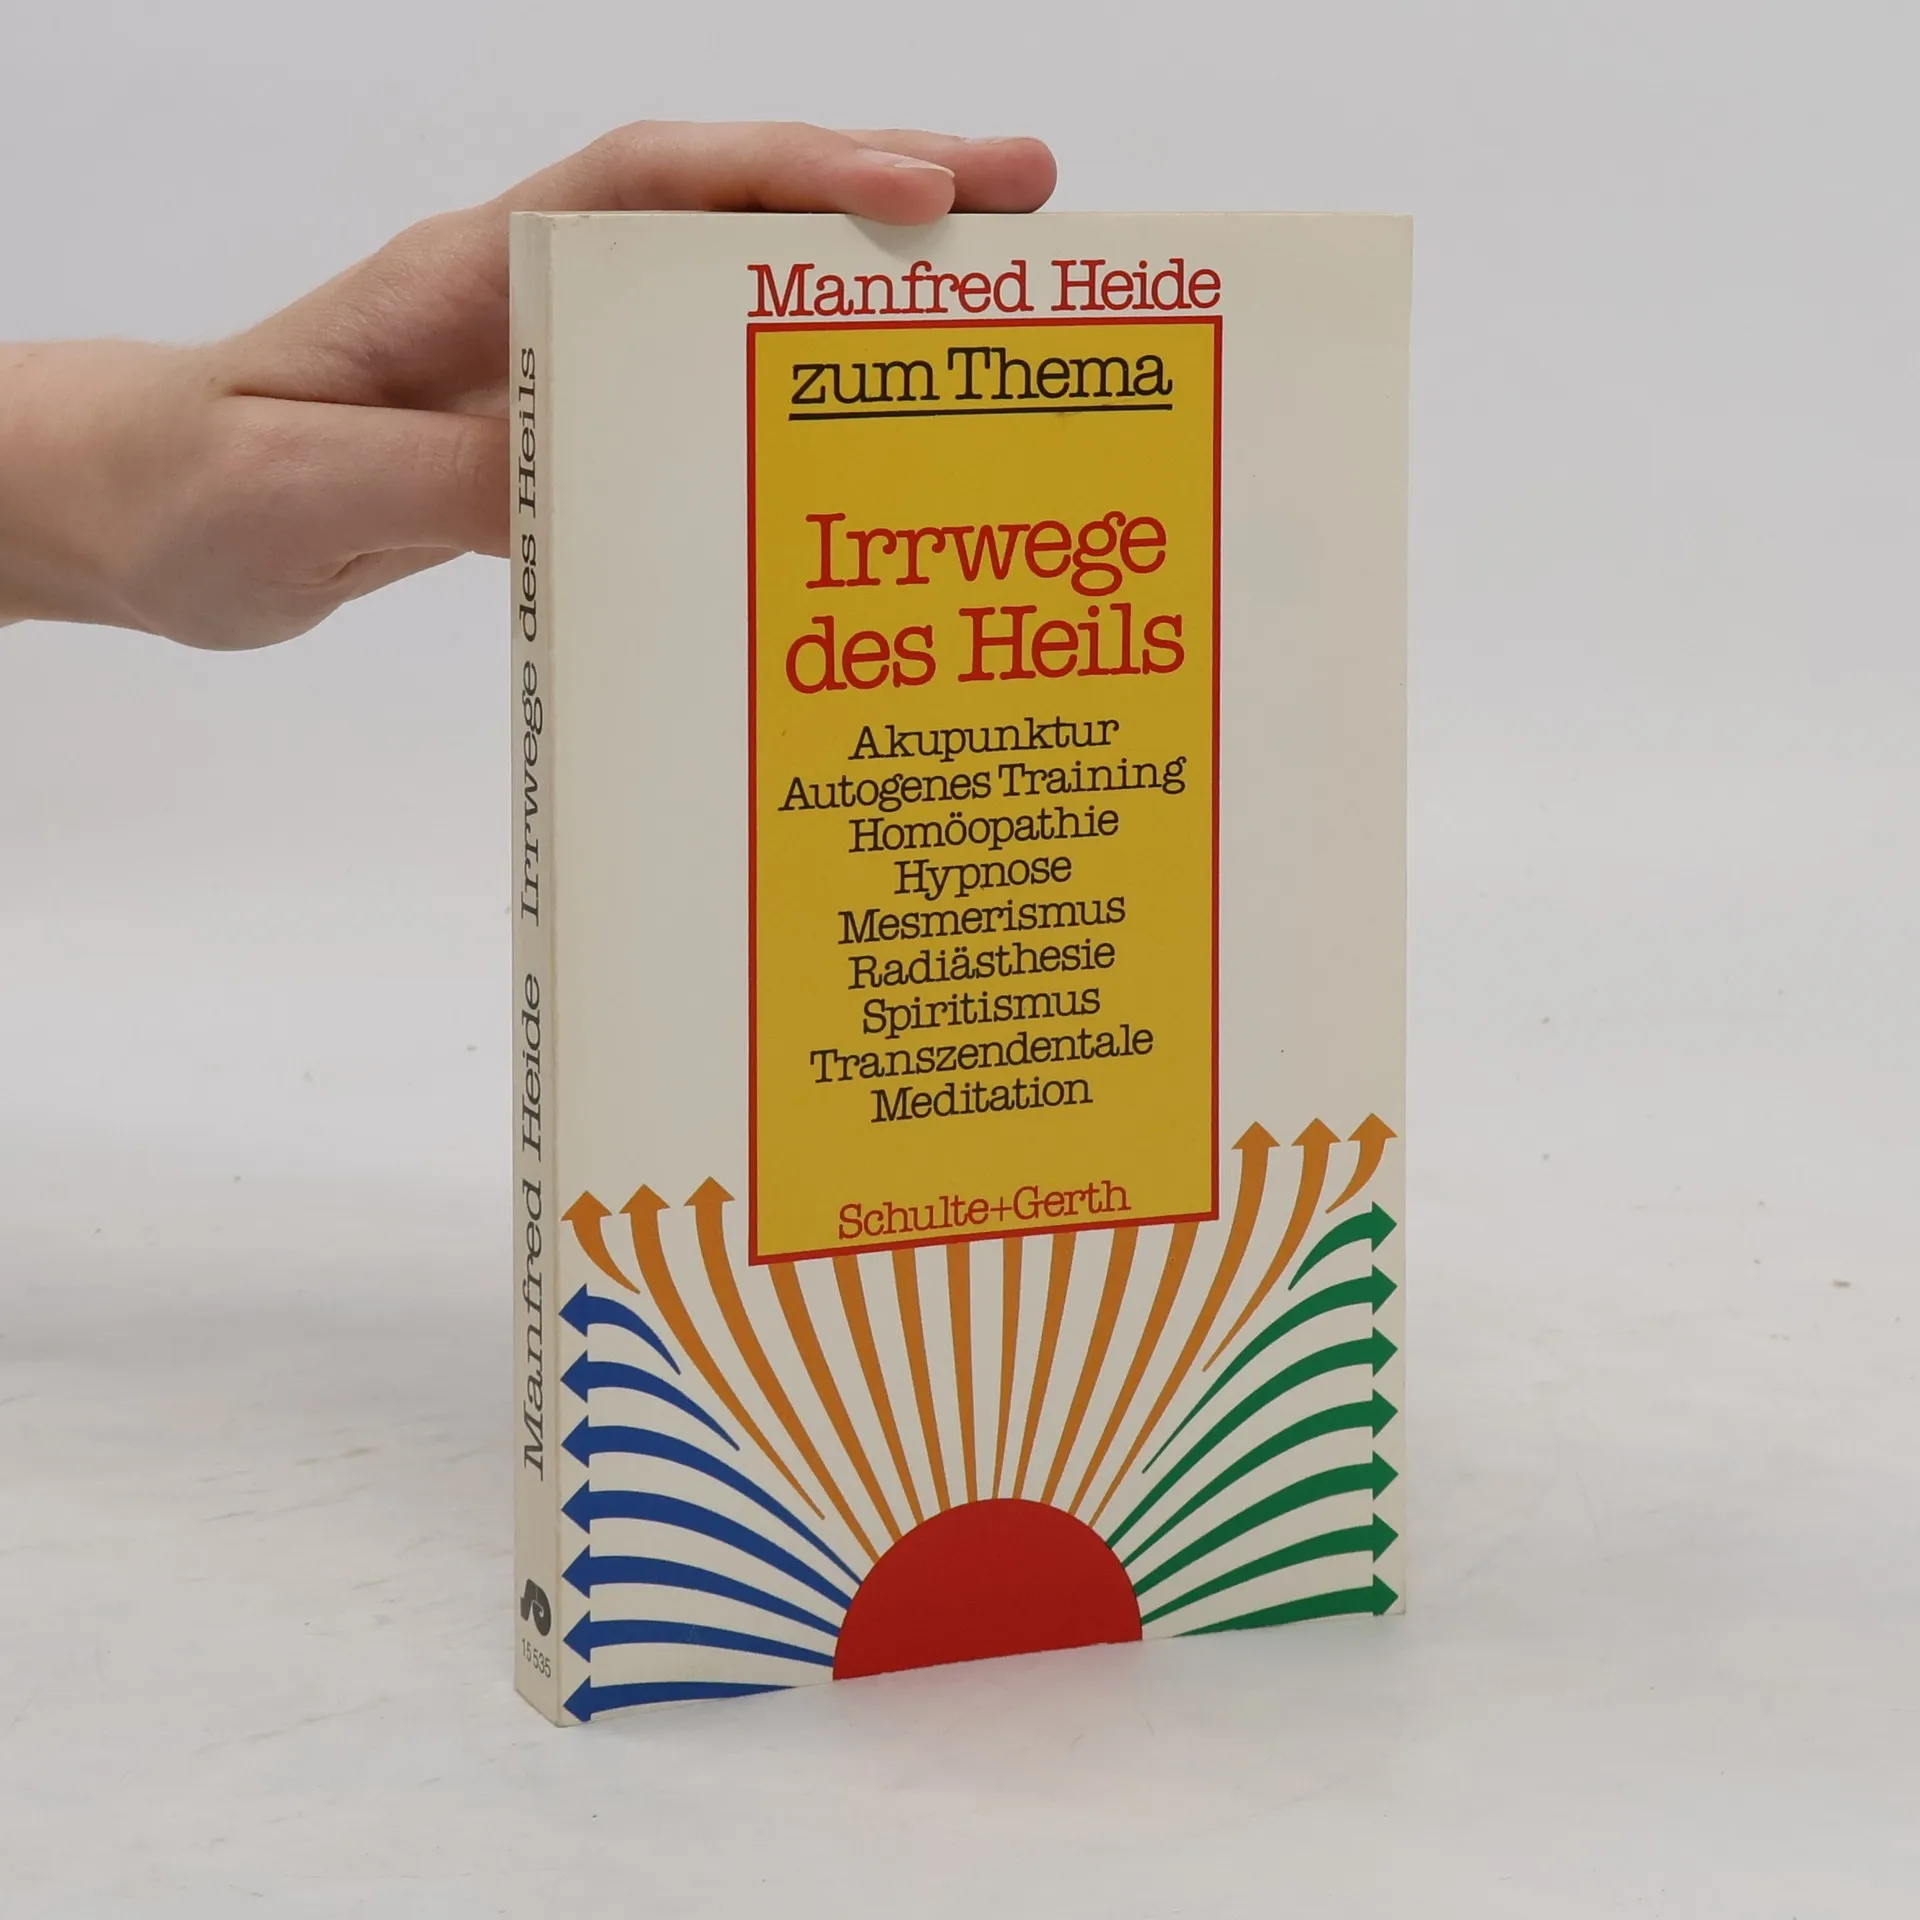 Manfred Heide
zum Thema
Irrwege
des Heils
Akupunktur
Autogenes Training
Homöopathie
Hypnose
Mesmerismus
Radiästhesie
Spiritismus
Transzendentale
Meditation
Schulte+Gerth
Manfred Heide Irrwege des Heils
15 535